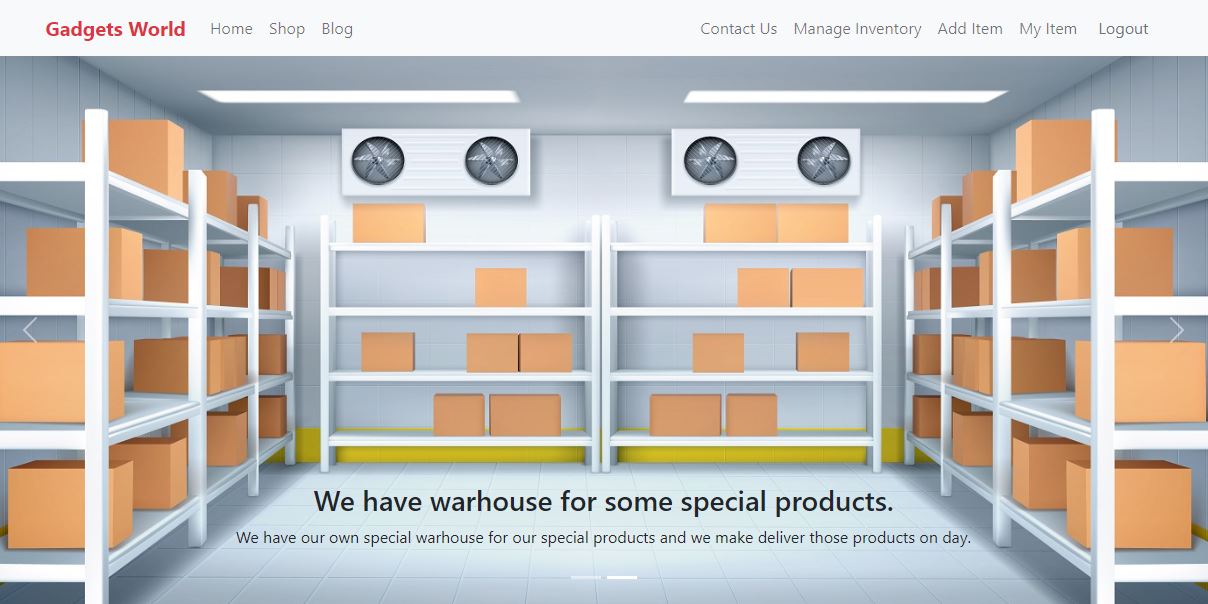 Gadgets World Home Shop Blog Contact Us Manage Inventory Add Item My Item Logout
We have warhouse for some special products.
We have our own special warhouse for our special products and we make deliver those products on day.